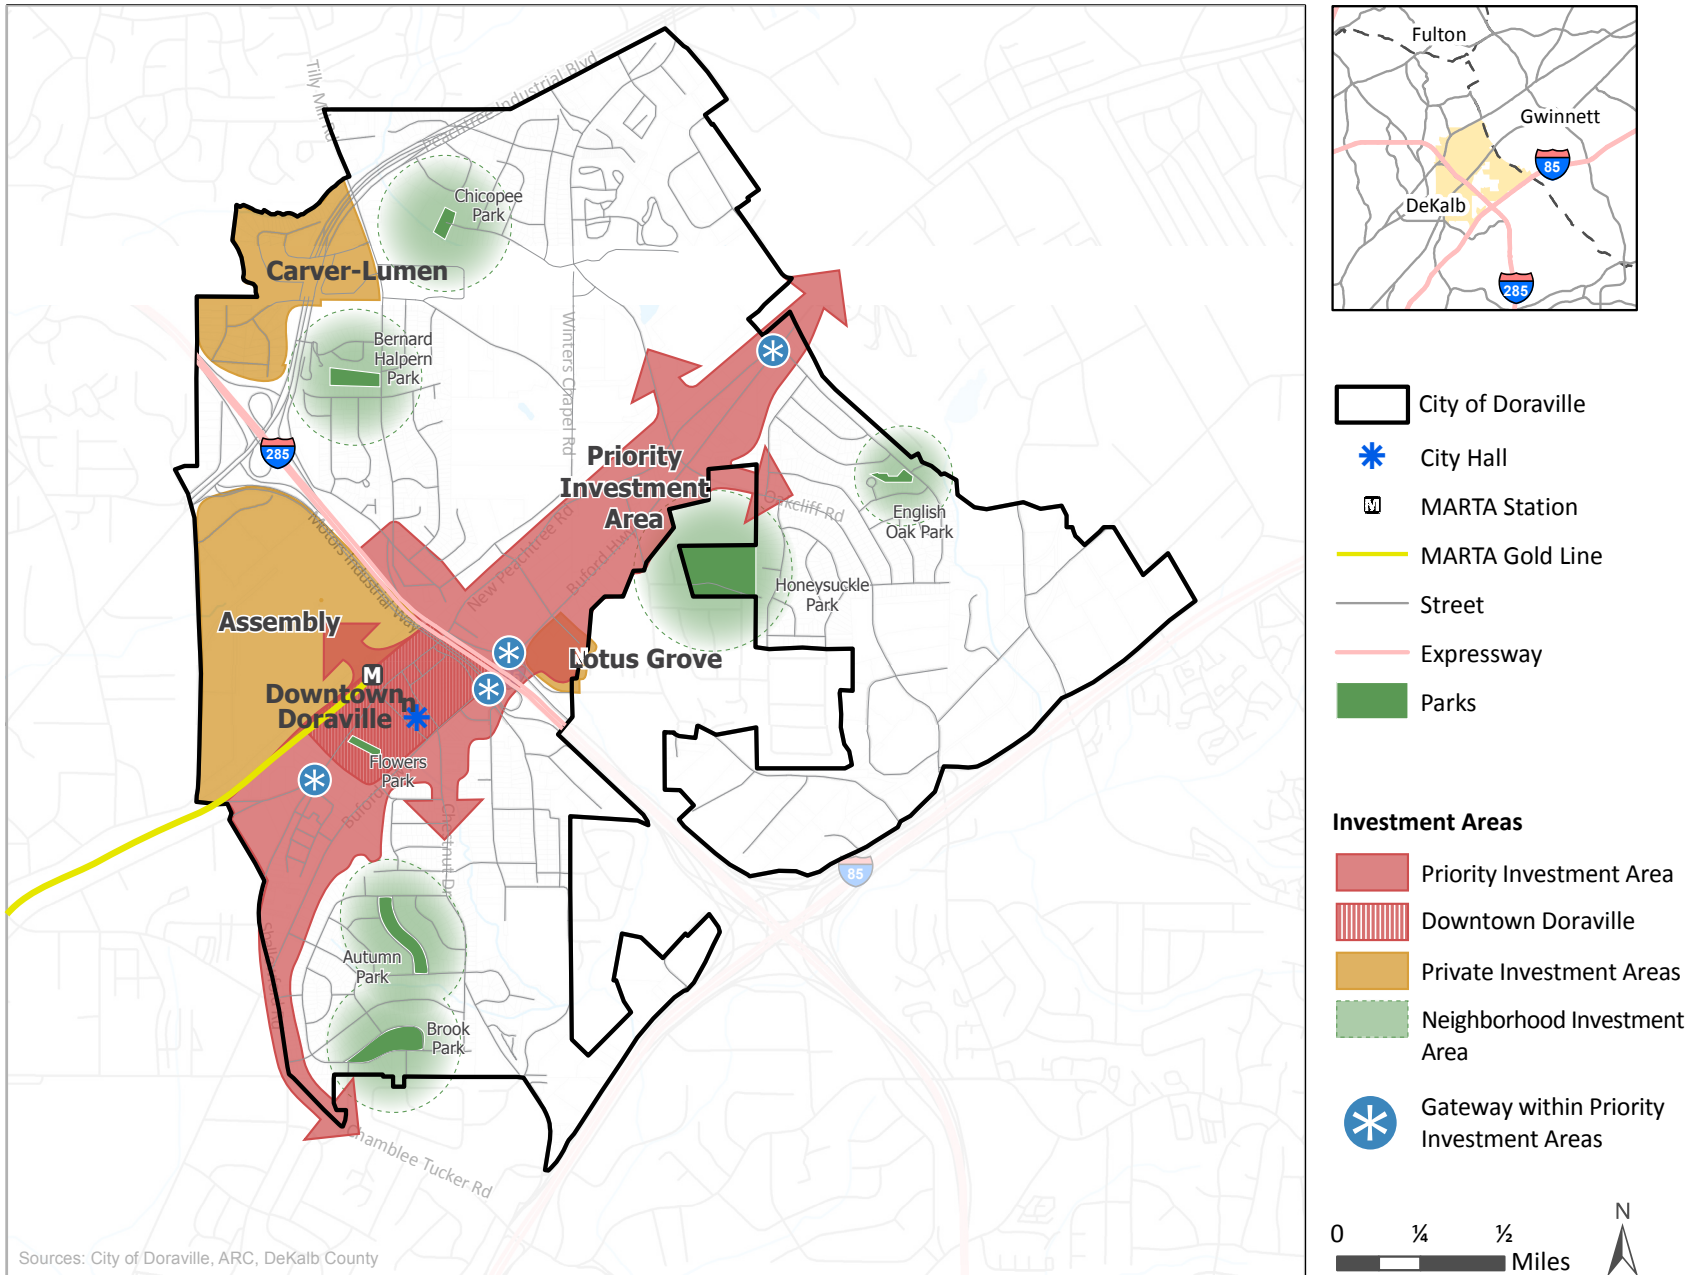 Tilly Mill Rd
Peachtree Industrial Blvd
Chicopee
Park
Carver-Lumen
Bernard
Halpern
Park
Winters Chapel Rd
285
Priority
Investment
Area
Oakcliff Rd
English
Oak Park
Motors Industrial Way
New Peachtree Rd
Buford Hwy
Honeysuckle
Park
Assembly
Lotus Grove
M
Downtown
Doraville
Flowers
Park
Buford
Chestnut Dr
85
Autumn
Park
Brook
Park
Chamblee Tucker Rd
Sources: City of Doraville, ARC, DeKalb County
Fulton
Gwinnett
85
DeKalb
285
City of Doraville
City Hall
M
MARTA Station
MARTA Gold Line
Street
Expressway
Parks
Investment Areas
Priority Investment Area
Downtown Doraville
Private Investment Areas
Neighborhood Investment
Area
Gateway within Priority
Investment Areas
N
0 ¼ ½
Miles